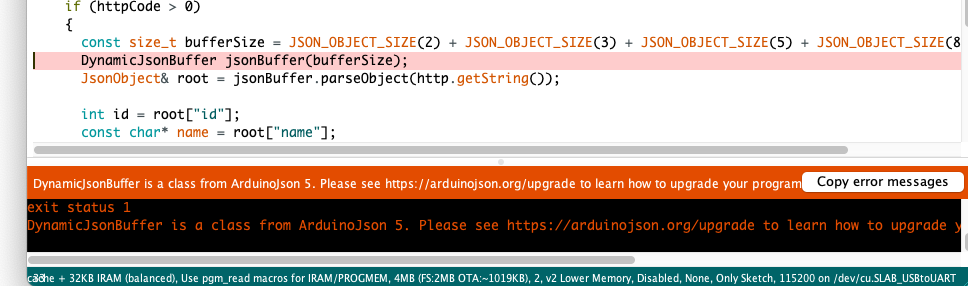 if (httpCode > 0)
{
const size_t bufferSize = JSON_OBJECT_SIZE(2) + JSON_OBJECT_SIZE(3) + JSON_OBJECT_SIZE(5) + JSON_OBJECT_SIZE(8
DynamicJsonBuffer jsonBuffer(bufferSize);
JsonObject& root = jsonBuffer.parseObject(http.getString());
int id = root["id"];
const char* name = root["name"];
DynamicJsonBuffer is a class from ArduinoJson 5. Please see https://arduinojson.org/upgrade to learn how to upgrade your program
Copy error messages
exit status 1
DynamicJsonBuffer is a class from ArduinoJson 5. Please see https://arduinojson.org/upgrade to learn how to upgrade y
+ 32KB IRAM (balanced), Use pgm_read macros for IRAM/PROGMEM, 4MB (FS:2MB OTA:~1019KB), 2, v2 Lower Memory, Disabled, None, Only Sketch, 115200 on /dev/cu.SLAB_USBtoUART